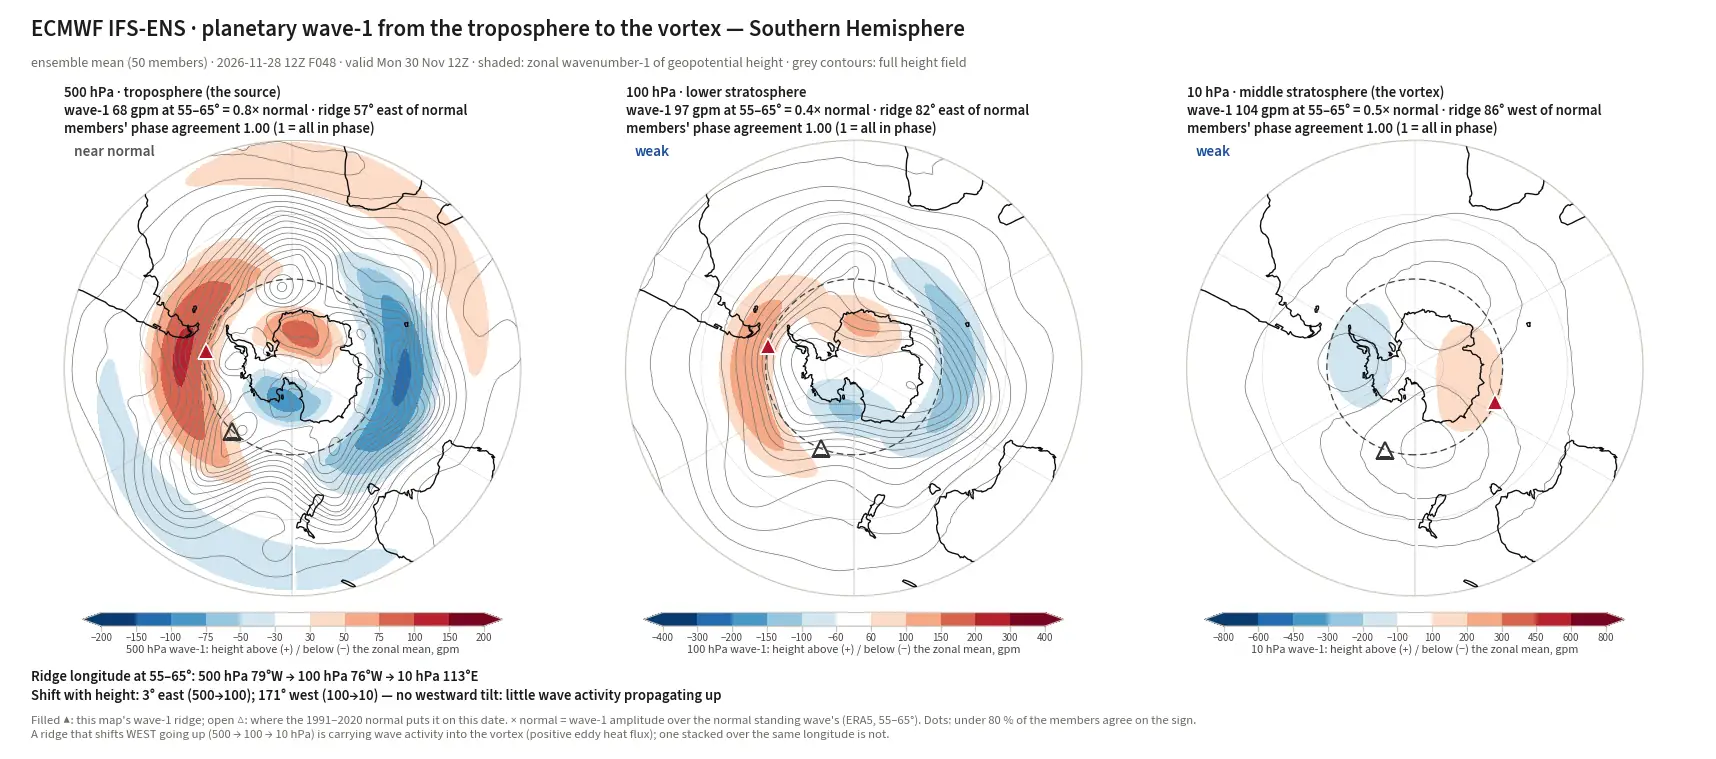 ECMWF IFS-ENS · planetary wave-1 from the troposphere to the vortex — Southern Hemisphere
ensemble mean (50 members) · 2026-11-28 12Z F048 · valid Mon 30 Nov 12Z · shaded: zonal wavenumber-1 of geopotential height · grey contours: full height field
500 hPa · troposphere (the source)
wave-1 68 gpm at 55–65° = 0.8× normal · ridge 57° east of normal
members' phase agreement 1.00 (1 = all in phase)
near normal
100 hPa · lower stratosphere
wave-1 97 gpm at 55–65° = 0.4× normal · ridge 82° east of normal
members' phase agreement 1.00 (1 = all in phase)
weak
10 hPa · middle stratosphere (the vortex)
wave-1 104 gpm at 55–65° = 0.5× normal · ridge 86° west of normal
members' phase agreement 1.00 (1 = all in phase)
weak
−200 −150 −100 −75 −50 −30 30 50 75 100 150 200
500 hPa wave-1: height above (+) / below (−) the zonal mean, gpm
−400 −300 −200 −150 −100 −60 60 100 150 200 300 400
100 hPa wave-1: height above (+) / below (−) the zonal mean, gpm
−800 −600 −450 −300 −200 −100 100 200 300 450 600 800
10 hPa wave-1: height above (+) / below (−) the zonal mean, gpm
Ridge longitude at 55–65°: 500 hPa 79°W → 100 hPa 76°W → 10 hPa 113°E
Shift with height: 3° east (500→100); 171° west (100→10) — no westward tilt: little wave activity propagating up
Filled ▲: this map's wave-1 ridge; open △: where the 1991–2020 normal puts it on this date. × normal = wave-1 amplitude over the normal standing wave's (ERA5, 55–65°). Dots: under 80 % of the members agree on the sign.
A ridge that shifts WEST going up (500 → 100 → 10 hPa) is carrying wave activity into the vortex (positive eddy heat flux); one stacked over the same longitude is not.